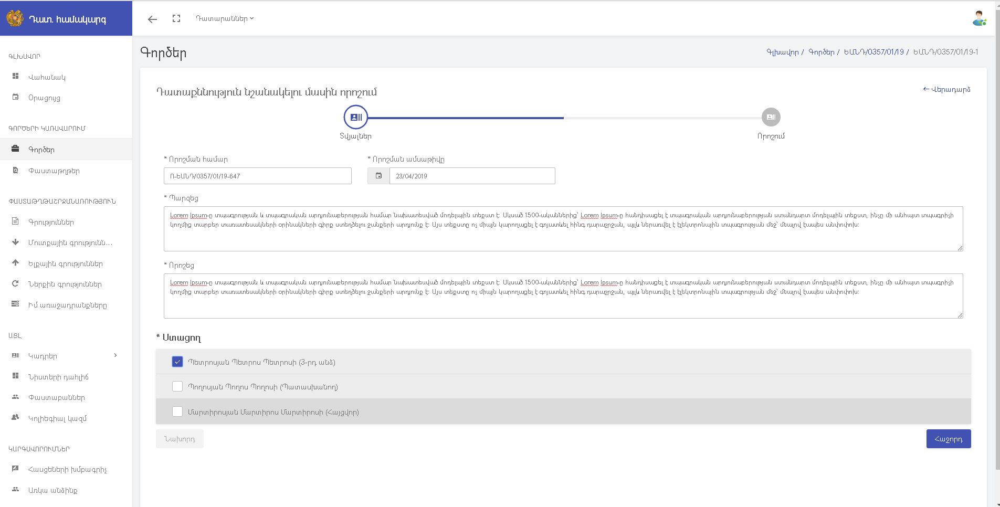 Դատ. համակարգ
Դատարաններ
ԳԼԽԱՎՈՐ
Վահանակ
Օրացույց
ԳՈՐԾԵՐԻ ԿԱՌԱՎԱՐՈՒՄ
Գործեր
Փաստաթղթեր
ՓԱՍՏԱԹՂԹԱՇՐՋԱՆԱՌՈՒԹՅՈՒՆ
Գրություններ
Մուտքային գրությունն...
Ելքային գրություններ
Ներքին գրություններ
Իմ առաջադրանքները
ԱՅԼ
Կադրեր
Նիստերի դահլիճ
Փաստաբաններ
Կոլիեգիալ կազմ
ԿԱՐԳԱՎՈՐՈՒՄՆԵՐ
Հասցեների խմբագրիչ
Առկա անձինք
Գործեր
Գլխավոր / Գործեր / ԵԱՆԴ/0357/01/19 / ԵԱՆԴ/0357/01/19-1
Դատաքննություն նշանակելու մասին որոշում
← Վերադարձ
Տվյալներ
Որոշում
* Որոշման համար
* Որոշման ամսաթիվը
Ո-ԵԱՆԴ/0357/01/19-647
23/04/2019
* Պարզեց
Lorem Ipsum-ը տպագրության և տպագրական արդյունաբերության համար նախատեսված մոդելային տեքստ է: Սկսած 1500-ականներից՝ Lorem Ipsum-ը հանդիսացել է տպագրական արդյունաբերության ստանդարտ մոդելային տեքստ, ինչը մի անհայտ տպագրիչի
կողմից տարբեր տառատեսակների օրինակների գիրք ստեղծելու ջանքերի արդյունք է: Այս տեքստը ոչ միայն կարողացել է գոյատևել հինգ դարաշրջան, այլև ներառվել է էլեկտրոնային տպագրության մեջ՝ մնալով էապես անփոփոխ:
* Որոշեց
Lorem Ipsum-ը տպագրության և տպագրական արդյունաբերության համար նախատեսված մոդելային տեքստ է: Սկսած 1500-ականներից՝ Lorem Ipsum-ը հանդիսացել է տպագրական արդյունաբերության ստանդարտ մոդելային տեքստ, ինչը մի անհայտ տպագրիչի
կողմից տարբեր տառատեսակների օրինակների գիրք ստեղծելու ջանքերի արդյունք է: Այս տեքստը ոչ միայն կարողացել է գոյատևել հինգ դարաշրջան, այլև ներառվել է էլեկտրոնային տպագրության մեջ՝ մնալով էապես անփոփոխ:
* Ստացող
Պետրոսյան Պետրոս Պետրոսի (3-րդ անձ)
Պողոսյան Պողոս Պողոսի (Պատասխանող)
Մարտիրոսյան Մարտիրոս Մարտիրոսի (Հայցվոր)
Նախորդ
Հաջորդ